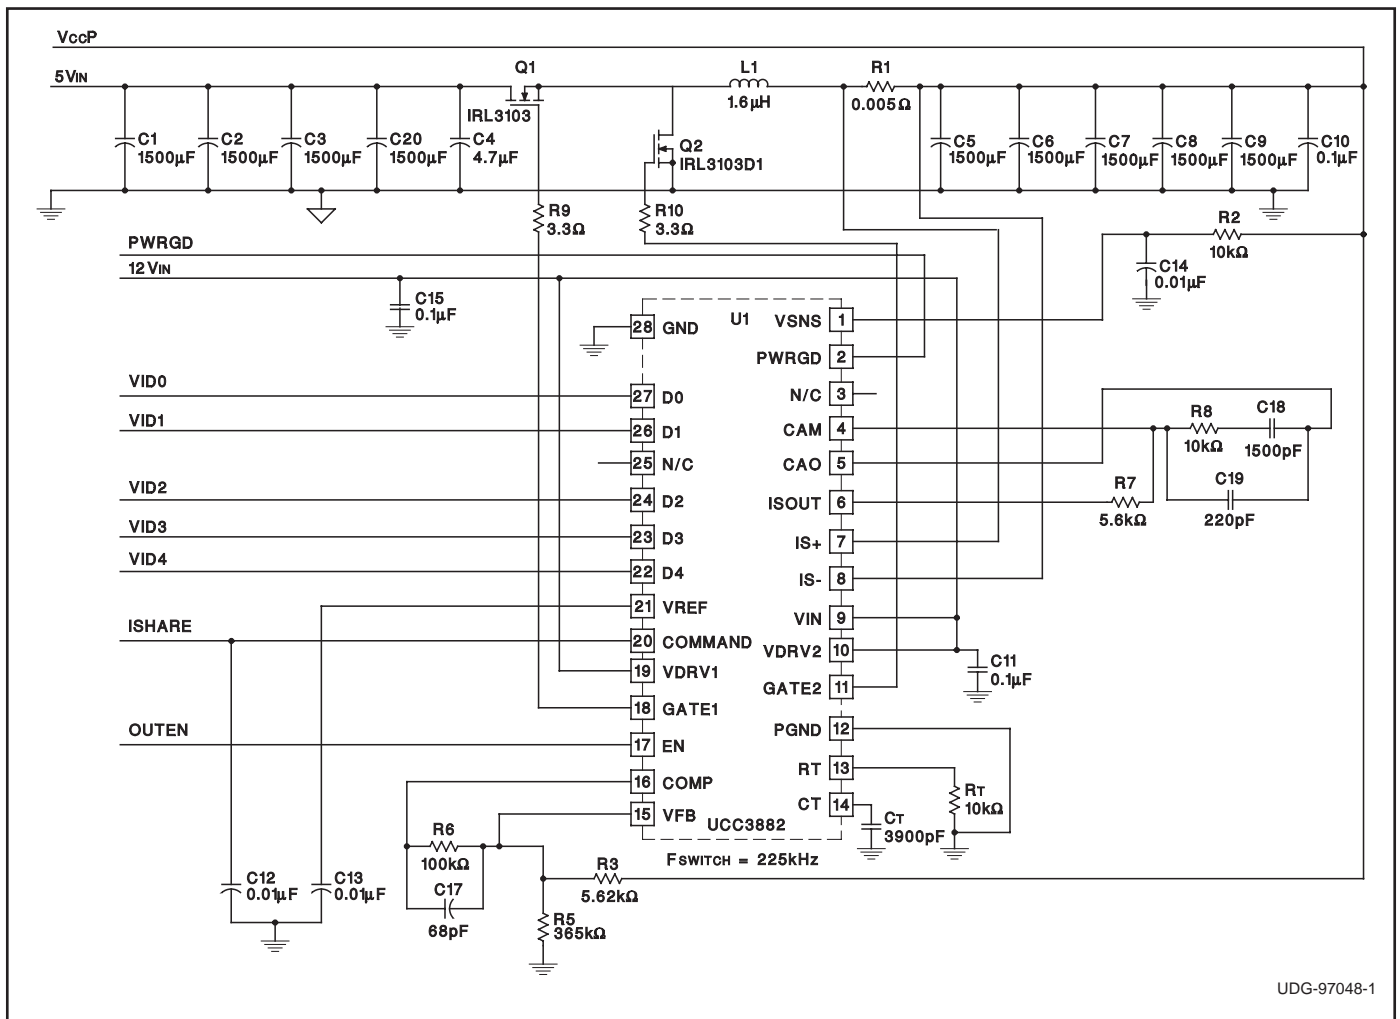 VccP
5VIN
Q1
IRL3103
L1
1.6µH
R1
0.005Ω
C1
1500µF
C2
1500µF
C3
1500µF
C20
1500µF
C4
4.7µF
Q2
IRL3103D1
C5
1500µF
C6
1500µF
C7
1500µF
C8
1500µF
C9
1500µF
C10
0.1µF
R9
3.3Ω
R10
3.3Ω
R2
10kΩ
C14
0.01µF
PWRGD
12VIN
C15
0.1µF
U1
28 GND
VSNS 1
PWRGD 2
VID0
27 D0
N/C 3
VID1
26 D1
CAM 4
25 N/C
CAO 5
R8
10kΩ
C18
1500pF
C19
220pF
R7
5.6kΩ
VID2
24 D2
ISOUT 6
VID3
23 D3
IS+ 7
VID4
22 D4
IS- 8
21 VREF
VIN 9
ISHARE
20 COMMAND
VDRV2 10
C11
0.1µF
19 VDRV1
GATE2 11
18 GATE1
PGND 12
OUTEN
17 EN
RT 13
RT
10kΩ
16 COMP
CT 14
CT
3900pF
15 VFB
UCC3882
FSWITCH = 225kHz
R6
100kΩ
C17
68pF
R3
5.62kΩ
R5
365kΩ
C12
0.01µF
C13
0.01µF
UDG-97048-1